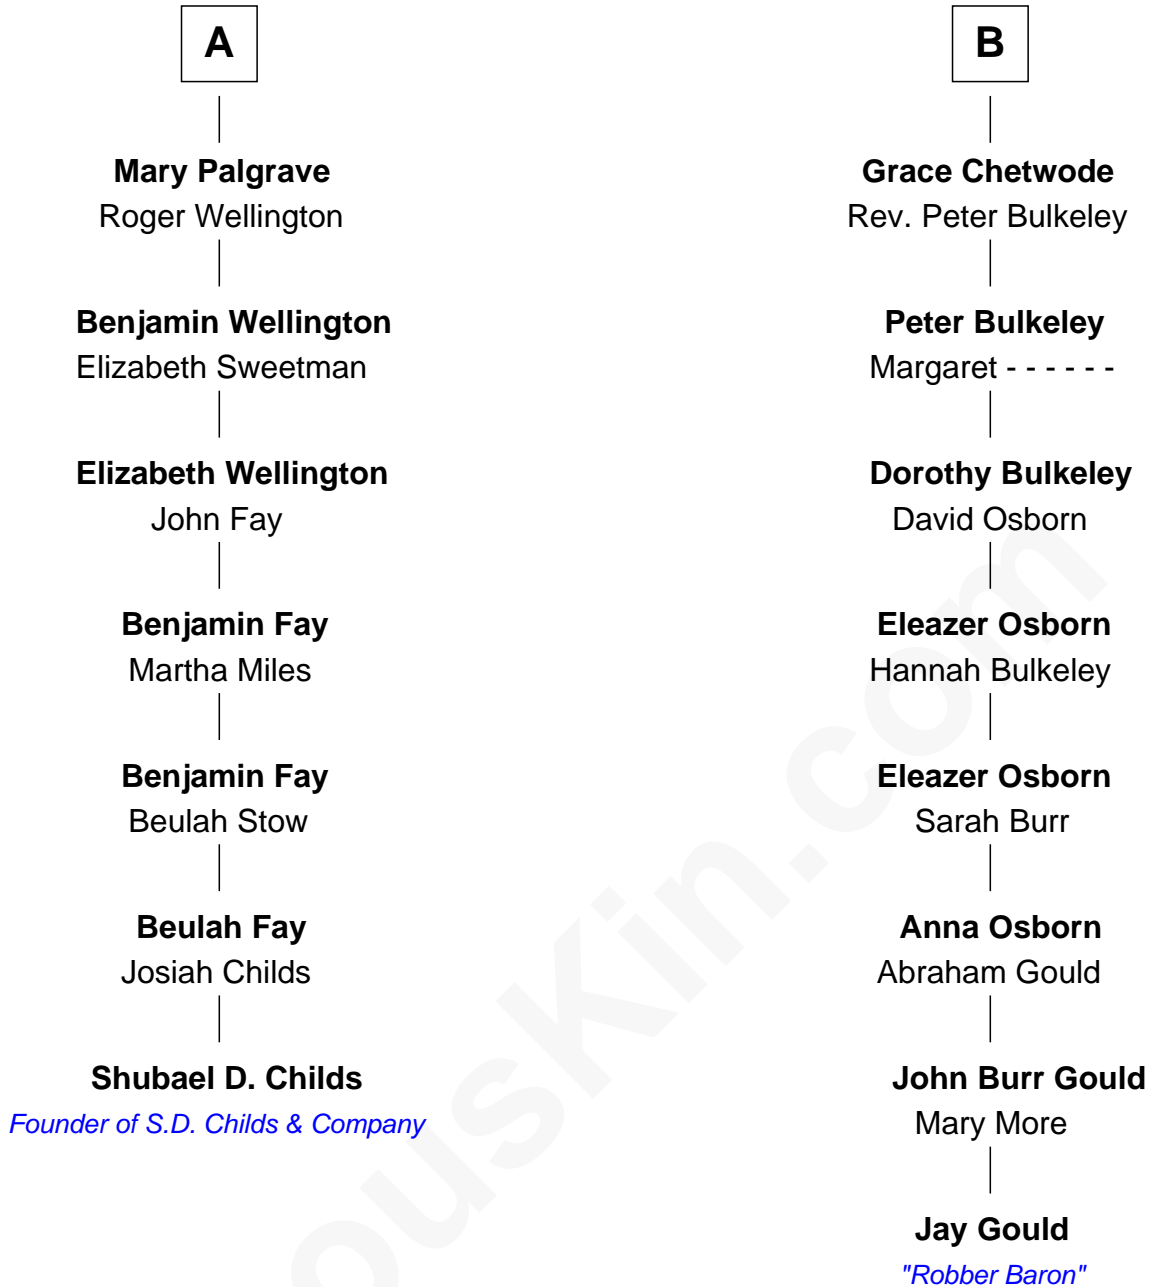 A
Mary Palgrave
Roger Wellington
Benjamin Wellington
Elizabeth Sweetman
Elizabeth Wellington
John Fay
Benjamin Fay
Martha Miles
Benjamin Fay
Beulah Stow
Beulah Fay
Josiah Childs
Shubael D. Childs
Founder of S.D. Childs & Company
B
Grace Chetwode
Rev. Peter Bulkeley
Peter Bulkeley
Margaret - - - - - -
Dorothy Bulkeley
David Osborn
Eleazer Osborn
Hannah Bulkeley
Eleazer Osborn
Sarah Burr
Anna Osborn
Abraham Gould
John Burr Gould
Mary More
Jay Gould
"Robber Baron"
ousKin.com